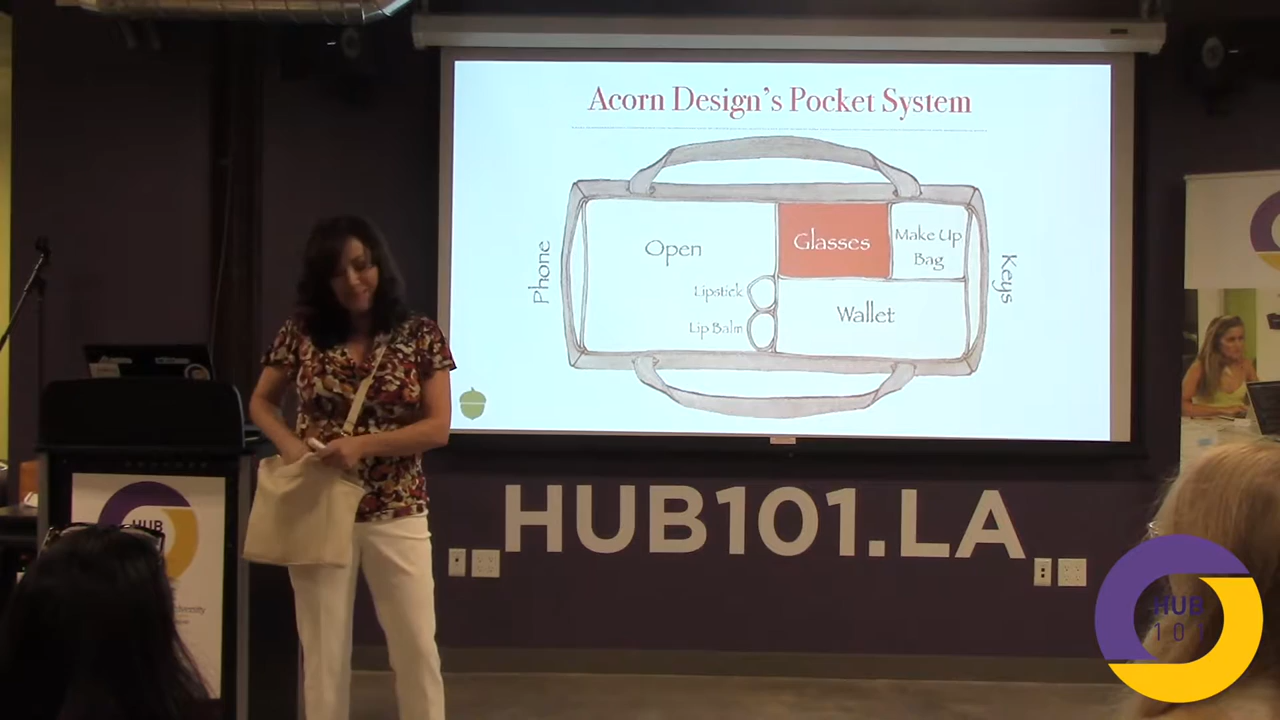 Acorn Design's Pocket System
Phone
Open
Glasses
Make Up
Bag
Keys
Lipstick
Lip Balm
Wallet
HUB101.LA
HUB
HUB
101